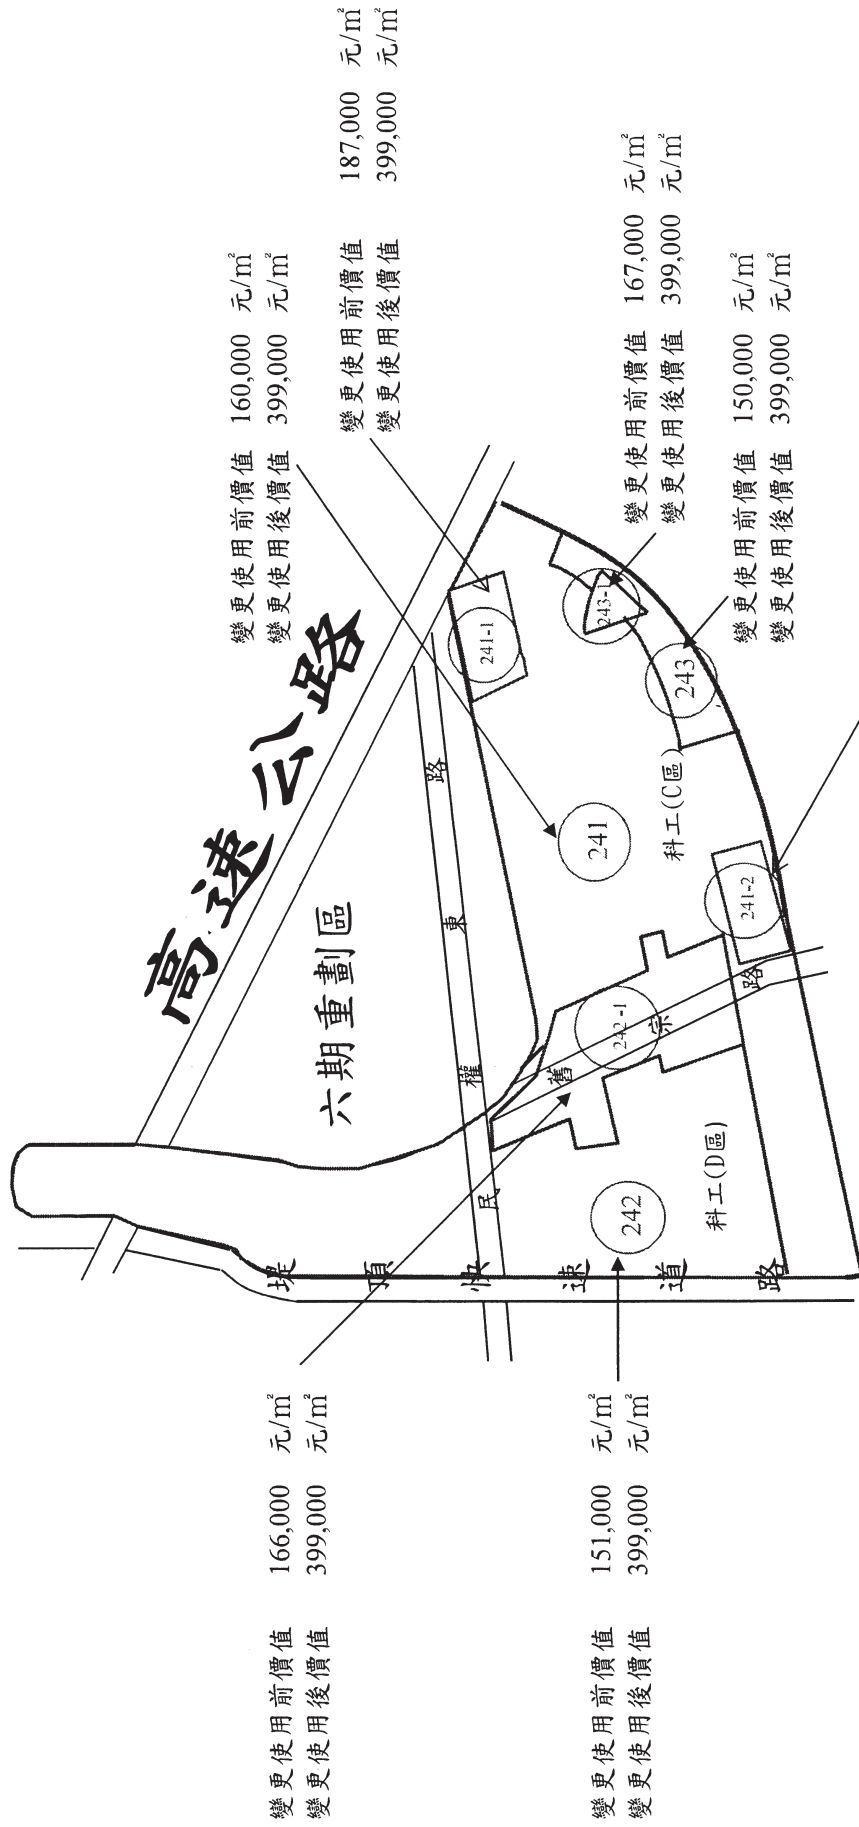 變更使用前價值 160,000 元/㎡
變更使用後價值 399,000 元/㎡
變更使用前價值 187,000 元/㎡
變更使用後價值 399,000 元/㎡
變更使用前價值 167,000 元/㎡
變更使用後價值 399,000 元/㎡
變更使用前價值 150,000 元/㎡
變更使用後價值 399,000 元/㎡
高速公路
六期重劃區
民權東路
241-1
243-1
243
241
科工(C區)
241-2
242-1
舊宗路
242
科工(D區)
堤頂快速道路
變更使用前價值 166,000 元/㎡
變更使用後價值 399,000 元/㎡
變更使用前價值 151,000 元/㎡
變更使用後價值 399,000 元/㎡